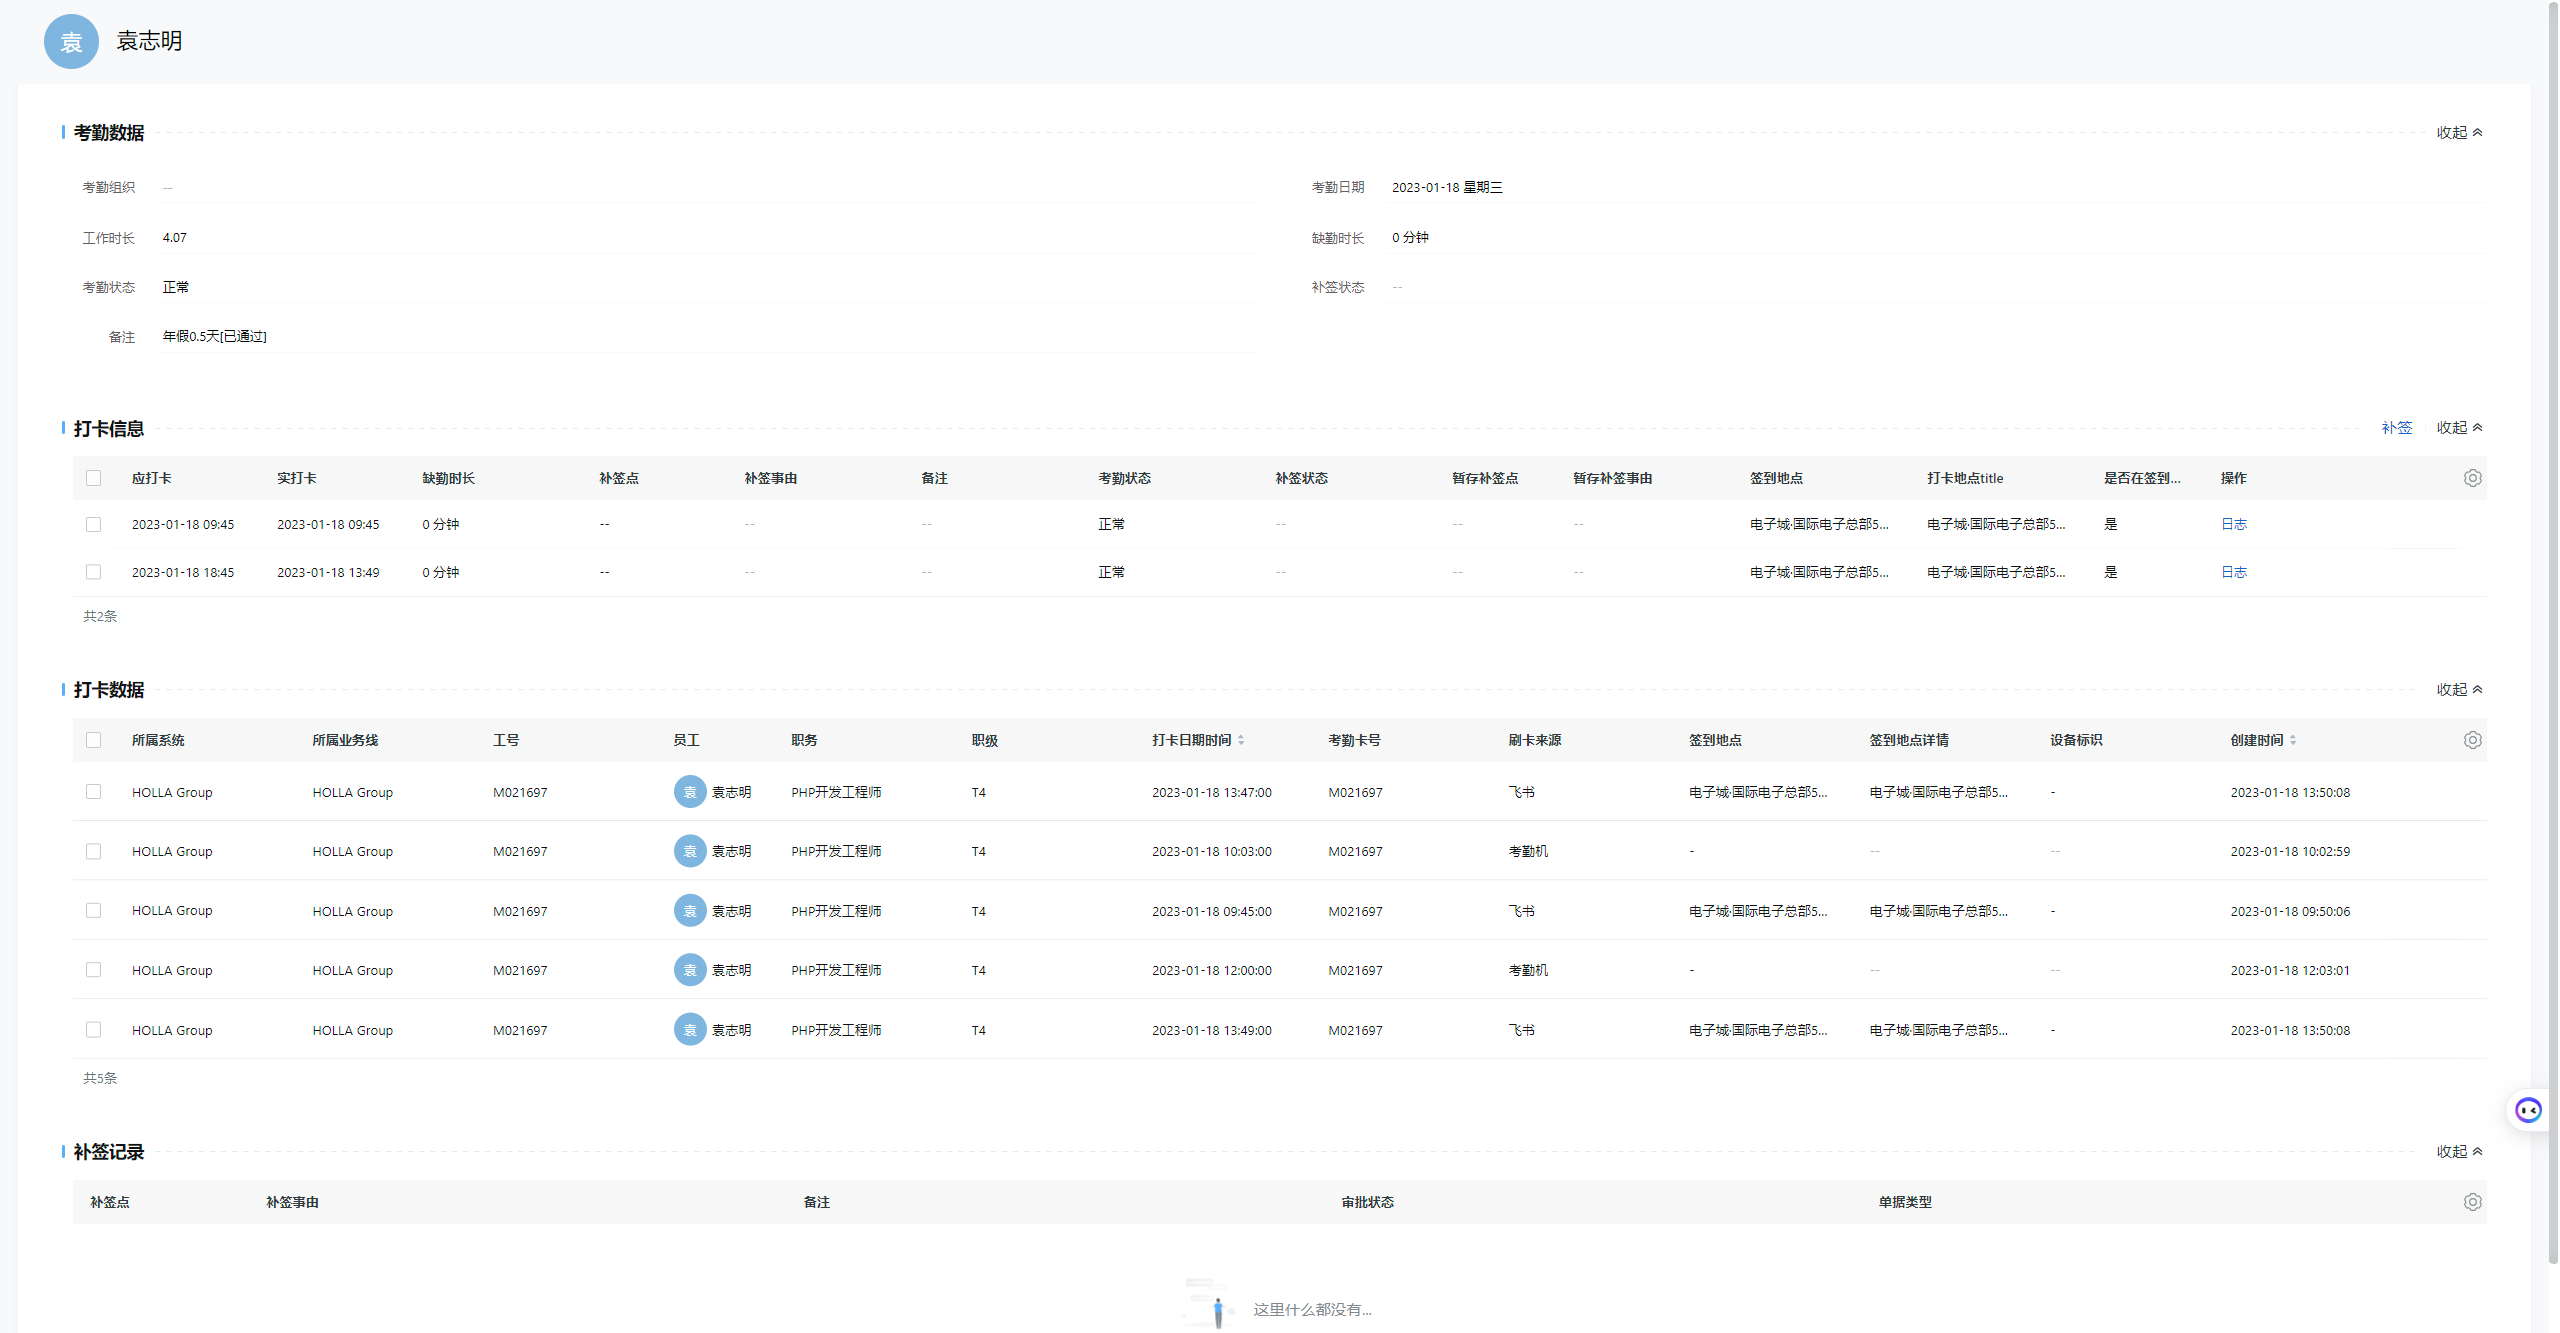 袁 袁志明
考勤数据 收起
考勤组织 -- 考勤日期 2023-01-18 星期三
工作时长 4.07 缺勤时长 0 分钟
考勤状态 正常 补签状态 --
备注 年假0.5天[已通过]
打卡信息 补签 收起
应打卡 实打卡 缺勤时长 补签点 补签事由 备注 考勤状态 补签状态 暂存补签点 暂存补签事由 签到地点 打卡地点title 是否在签到... 操作
2023-01-18 09:45 2023-01-18 09:45 0 分钟 -- -- -- 正常 -- -- -- 电子城·国际电子总部5... 电子城·国际电子总部5... 是 日志
2023-01-18 18:45 2023-01-18 13:49 0 分钟 -- -- -- 正常 -- -- -- 电子城·国际电子总部5... 电子城·国际电子总部5... 是 日志
共2条
打卡数据 收起
所属系统 所属业务线 工号 员工 职务 职级 打卡日期时间 考勤卡号 刷卡来源 签到地点 签到地点详情 设备标识 创建时间
HOLLA Group HOLLA Group M021697 袁 袁志明 PHP开发工程师 T4 2023-01-18 13:47:00 M021697 飞书 电子城·国际电子总部5... 电子城·国际电子总部5... - 2023-01-18 13:50:08
HOLLA Group HOLLA Group M021697 袁 袁志明 PHP开发工程师 T4 2023-01-18 10:03:00 M021697 考勤机 - -- -- 2023-01-18 10:02:59
HOLLA Group HOLLA Group M021697 袁 袁志明 PHP开发工程师 T4 2023-01-18 09:45:00 M021697 飞书 电子城·国际电子总部5... 电子城·国际电子总部5... - 2023-01-18 09:50:06
HOLLA Group HOLLA Group M021697 袁 袁志明 PHP开发工程师 T4 2023-01-18 12:00:00 M021697 考勤机 - -- -- 2023-01-18 12:03:01
HOLLA Group HOLLA Group M021697 袁 袁志明 PHP开发工程师 T4 2023-01-18 13:49:00 M021697 飞书 电子城·国际电子总部5... 电子城·国际电子总部5... - 2023-01-18 13:50:08
共5条
补签记录 收起
补签点 补签事由 备注 审批状态 单据类型
这里什么都没有...